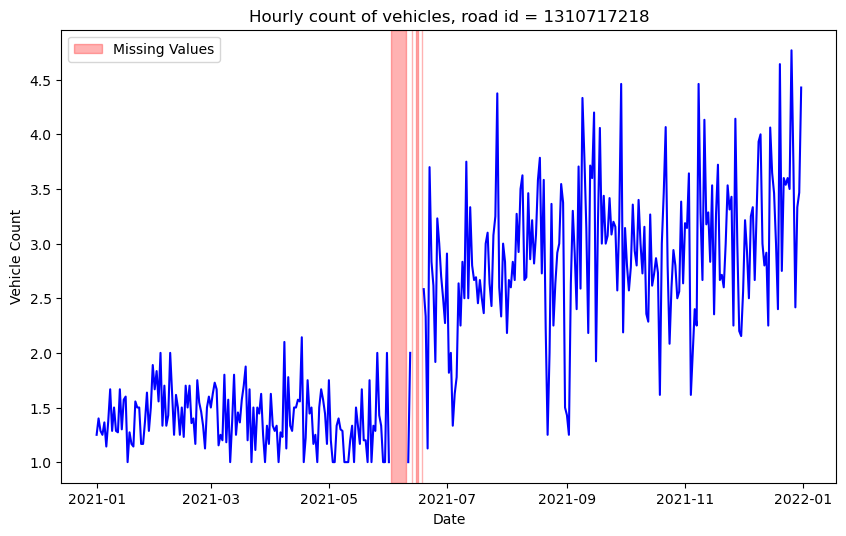 Hourly count of vehicles, road id = 1310717218
Missing Values
Vehicle Count
4.5
4.0
3.5
3.0
2.5
2.0
1.5
1.0
2021-01 2021-03 2021-05 2021-07 2021-09 2021-11 2022-01
Date